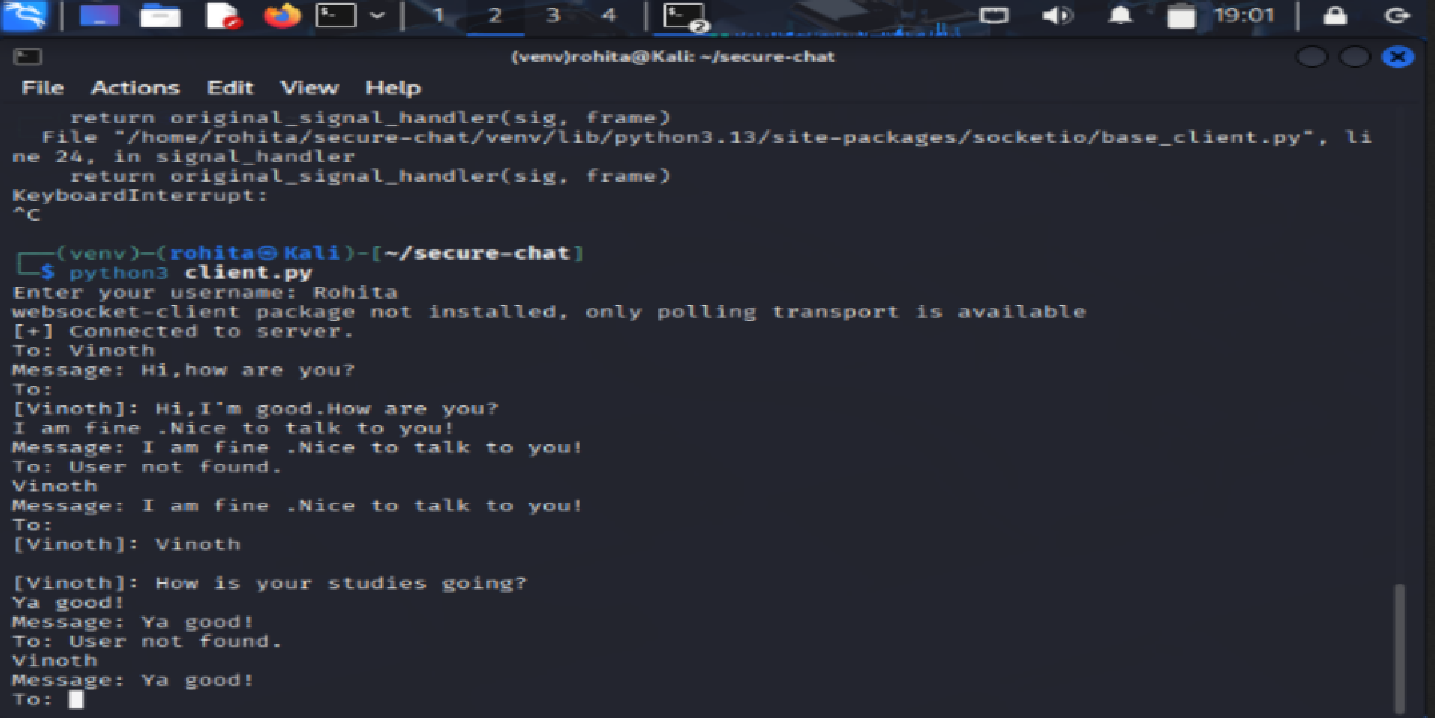 1 2 3 4 19:01
(venv)rohita@Kali: ~/secure-chat
File Actions Edit View Help
    return original_signal_handler(sig, frame)
  File "/home/rohita/secure-chat/venv/lib/python3.13/site-packages/socketio/base_client.py", li
ne 24, in signal_handler
    return original_signal_handler(sig, frame)
KeyboardInterrupt:
^C
┌──(venv)─(rohita㉿Kali)-[~/secure-chat]
└─$ python3 client.py
Enter your username: Rohita
websocket-client package not installed, only polling transport is available
[+] Connected to server.
To: Vinoth
Message: Hi,how are you?
To:
[Vinoth]: Hi,I'm good.How are you?
I am fine .Nice to talk to you!
Message: I am fine .Nice to talk to you!
To: User not found.
Vinoth
Message: I am fine .Nice to talk to you!
To:
[Vinoth]: Vinoth
[Vinoth]: How is your studies going?
Ya good!
Message: Ya good!
To: User not found.
Vinoth
Message: Ya good!
To: